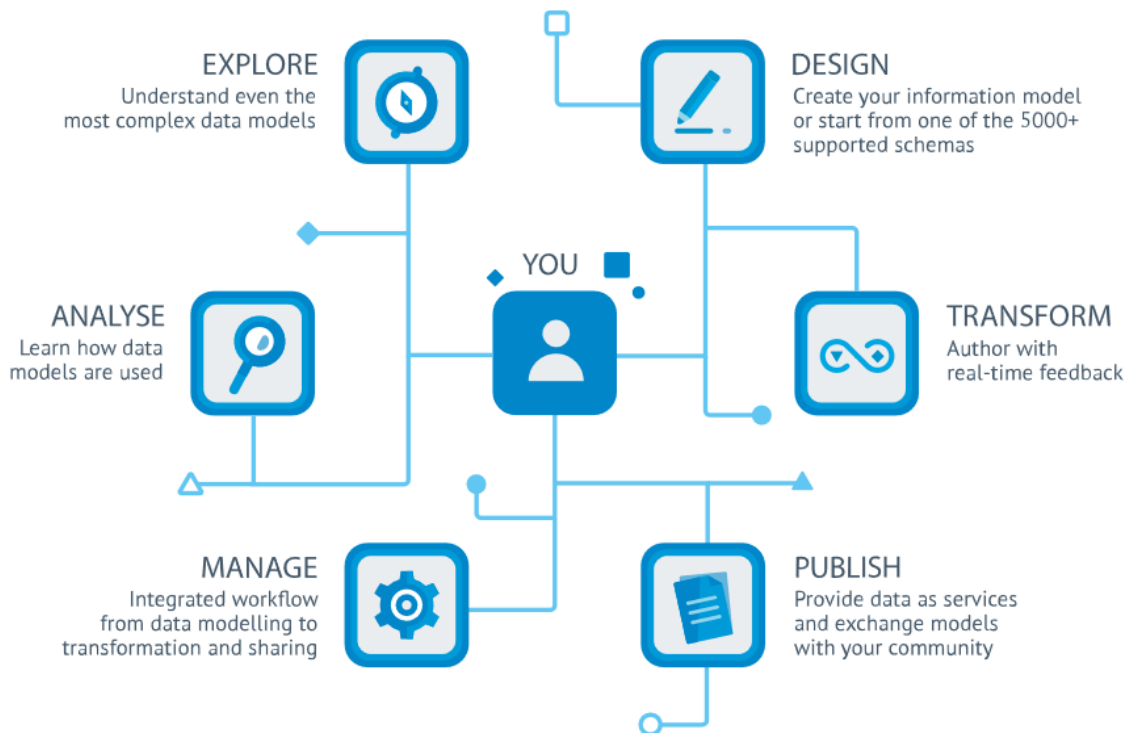 EXPLORE
Understand even the
most complex data models
DESIGN
Create your information model
or start from one of the 5000+
supported schemas
YOU
ANALYSE
Learn how data
models are used
TRANSFORM
Author with
real-time feedback
MANAGE
Integrated workflow
from data modelling to
transformation and sharing
PUBLISH
Provide data as services
and exchange models
with your community